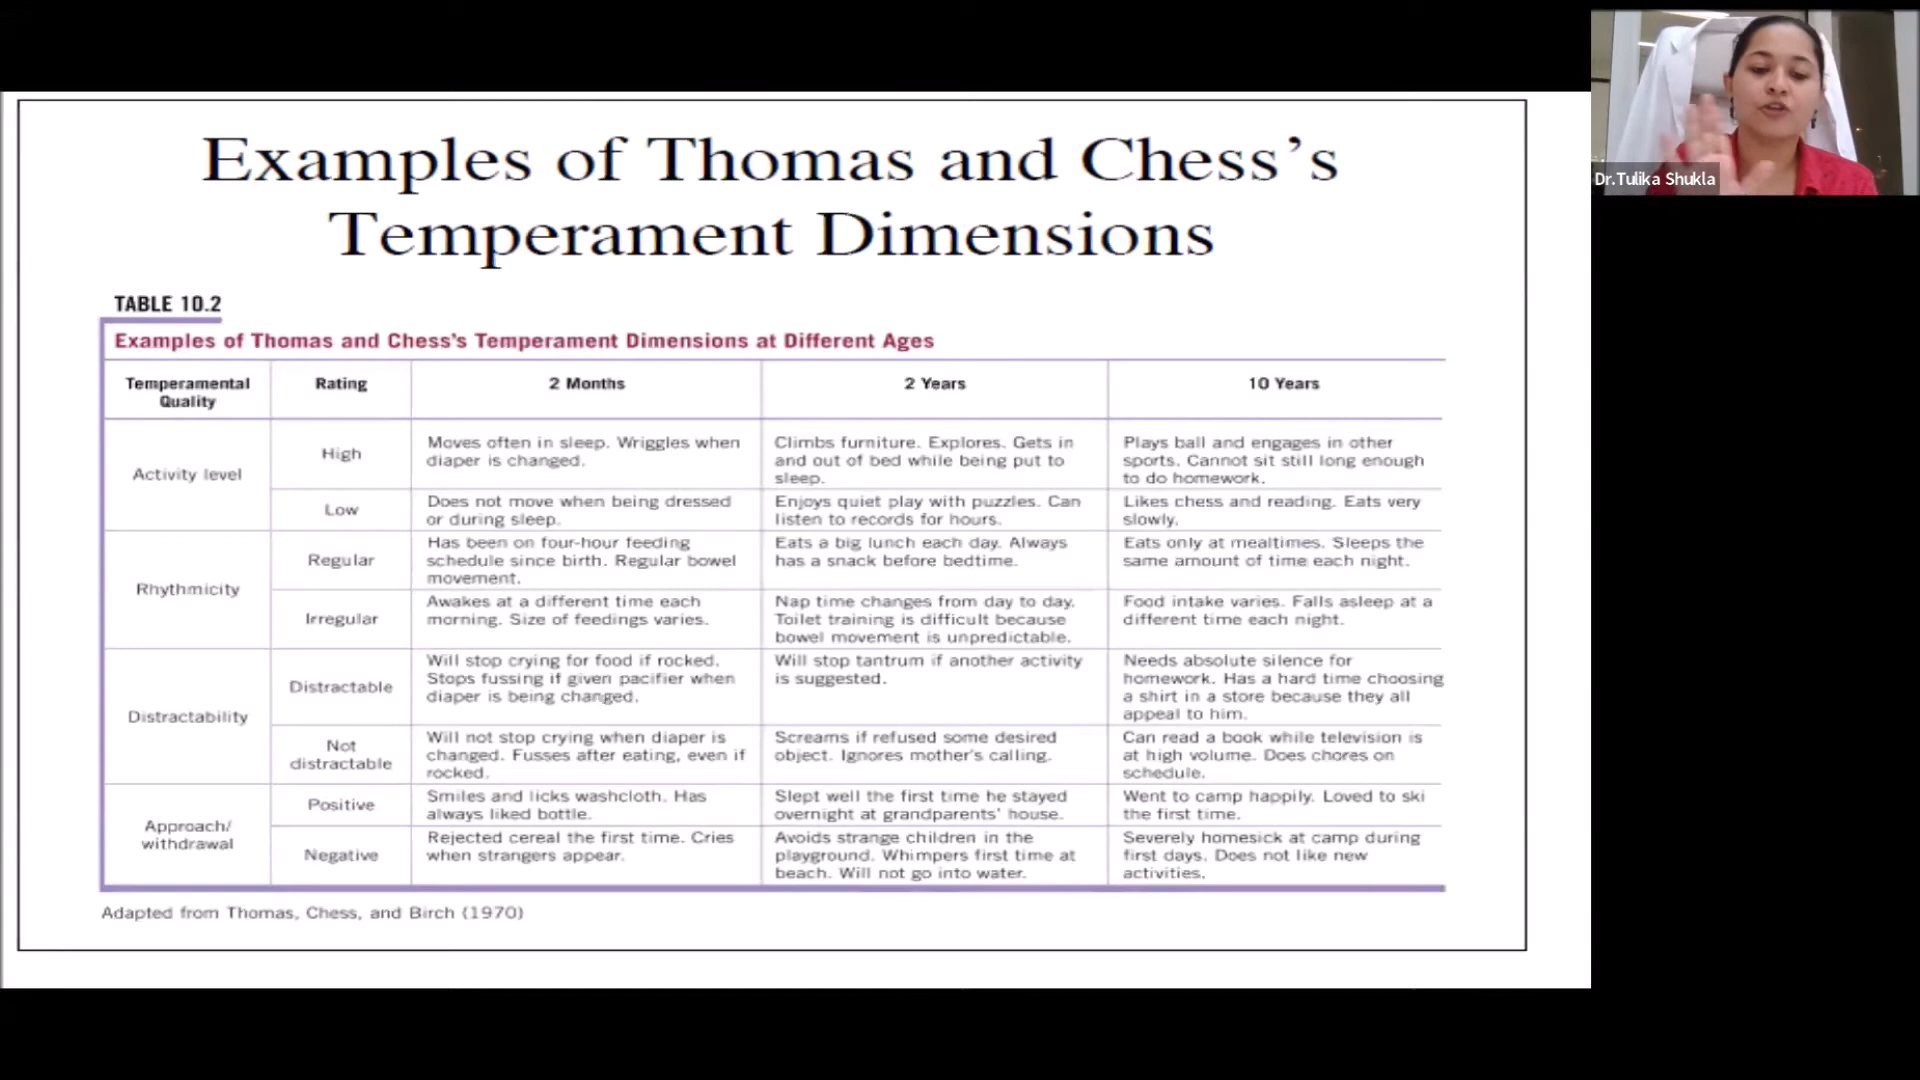 Examples of Thomas and Chess's
Temperament Dimensions
TABLE 10.2
Examples of Thomas and Chess's Temperament Dimensions at Different Ages
Temperamental
Quality
Rating
2 Months
2 Years
10 Years
Activity level
High
Moves often in sleep. Wriggles when
diaper is changed.
Climbs furniture. Explores. Gets in
and out of bed while being put to
sleep.
Plays ball and engages in other
sports. Cannot sit still long enough
to do homework.
Low
Does not move when being dressed
or during sleep.
Enjoys quiet play with puzzles. Can
listen to records for hours.
Likes chess and reading. Eats very
slowly.
Rhythmicity
Regular
Has been on four-hour feeding
schedule since birth. Regular bowel
movement.
Eats a big lunch each day. Always
has a snack before bedtime.
Eats only at mealtimes. Sleeps the
same amount of time each night.
Irregular
Awakes at a different time each
morning. Size of feedings varies.
Nap time changes from day to day.
Toilet training is difficult because
bowel movement is unpredictable.
Food intake varies. Falls asleep at a
different time each night.
Distractability
Distractable
Will stop crying for food if rocked.
Stops fussing if given pacifier when
diaper is being changed.
Will stop tantrum if another activity
is suggested.
Needs absolute silence for
homework. Has a hard time choosing
a shirt in a store because they all
appeal to him.
Not
distractable
Will not stop crying when diaper is
changed. Fusses after eating, even if
rocked.
Screams if refused some desired
object. Ignores mother's calling.
Can read a book while television is
at high volume. Does chores on
schedule.
Approach/
withdrawal
Positive
Smiles and licks washcloth. Has
always liked bottle.
Slept well the first time he stayed
overnight at grandparents' house.
Went to camp happily. Loved to ski
the first time.
Negative
Rejected cereal the first time. Cries
when strangers appear.
Avoids strange children in the
playground. Whimpers first time at
beach. Will not go into water.
Severely homesick at camp during
first days. Does not like new
activities.
Adapted from Thomas, Chess, and Birch (1970)
Dr.Tulika Shukla